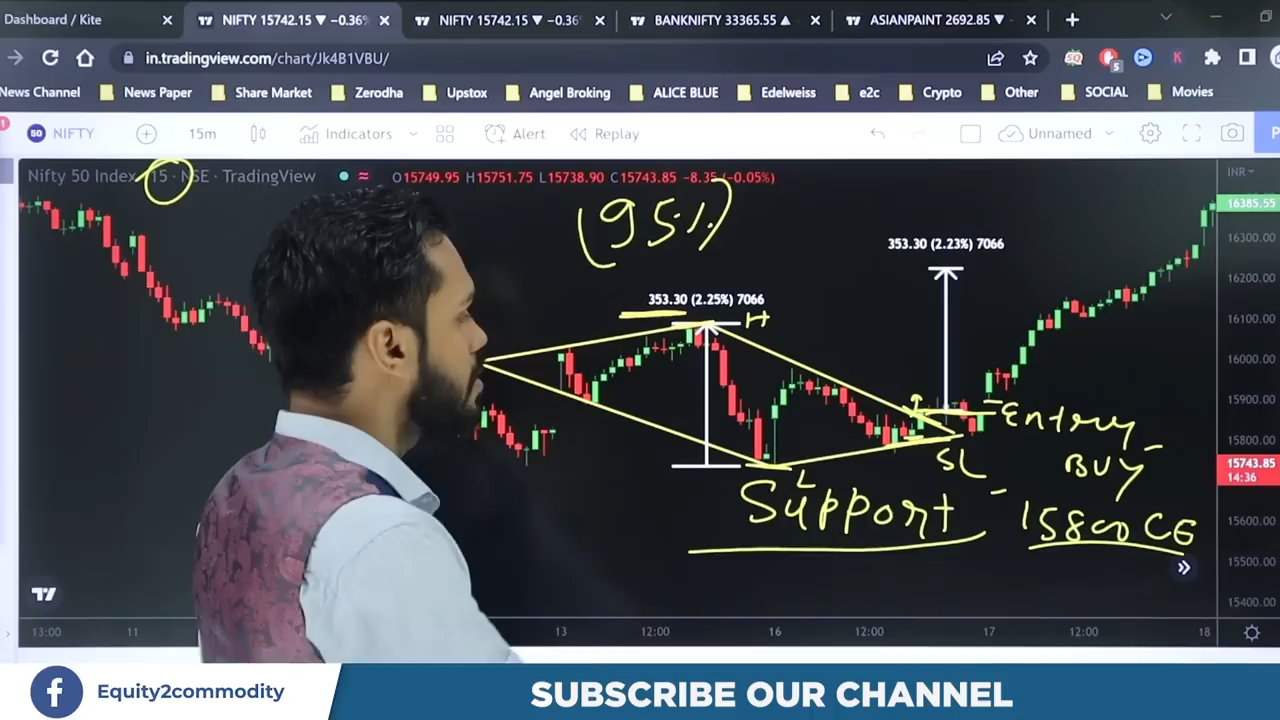 Dashboard / Kite
NIFTY 15742.15 ▼ -0.36%
NIFTY 15742.15 ▼ -0.36
BANKNIFTY 33365.55 ▲
ASIANPAINT 2692.85 ▼
in.tradingview.com/chart/Jk4B1VBU/
News Channel
News Paper
Share Market
Zerodha
Upstox
Angel Broking
ALICE BLUE
Edelweiss
e2c
Crypto
Other
SOCIAL
Movies
50 NIFTY
15m
Indicators
Alert
Replay
Unnamed
P
Nifty 50 Index · 15 · NSE · TradingView
O15749.95 H15751.75 L15738.90 C15743.85 -8.35 (-0.05%)
INR
(95%)
353.30 (2.23%) 7066
353.30 (2.25%) 7066
H
Entry
SL
BUY
L
Support
15800 CE
16385.55
16300.00
16200.00
16100.00
16000.00
15900.00
15800.00
15743.85
14:36
15600.00
15500.00
15400.00
13:00
11
13
12:00
16
12:00
17
12:00
18
Equity2commodity
SUBSCRIBE OUR CHANNEL